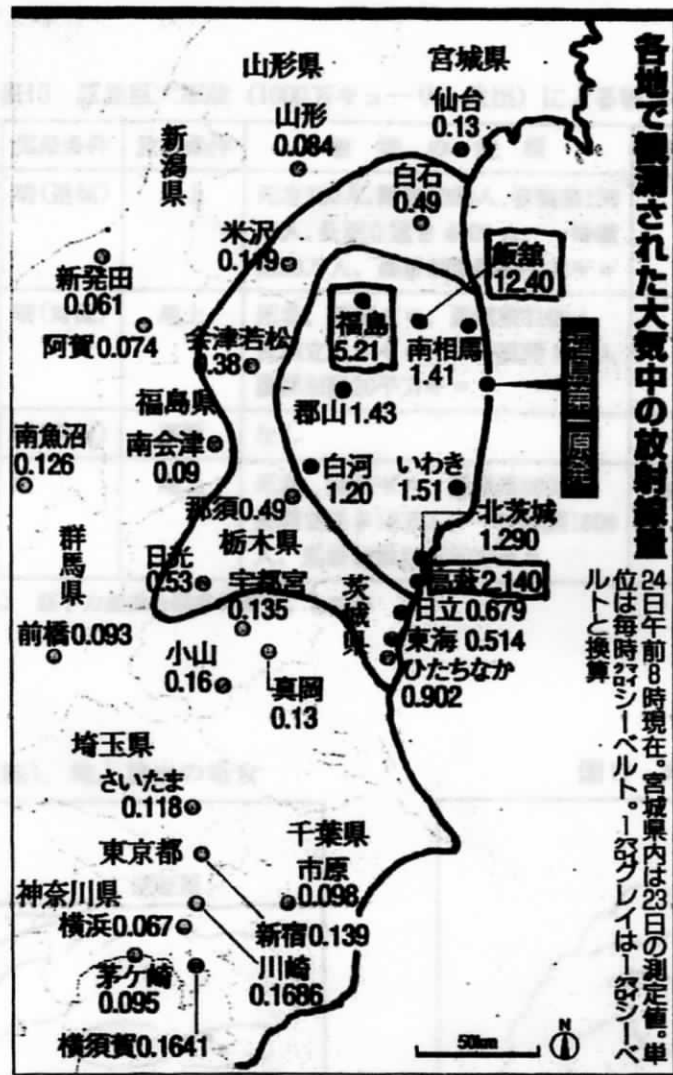 各地で観測された大気中の放射線量
24日午前8時現在。宮城県内は23日の測定値。単
位は毎時マイクロシーベルト。1マイクログレイは1マイクロシーベ
ルトと換算
山形県
宮城県
仙台
0.13
山形
0.084
新潟県
白石
0.49
米沢
0.149
飯舘
12.40
新発田
0.061
福島
5.21
阿賀0.074
会津若松
0.38
南相馬
1.41
福島第一原発
福島県
郡山1.43
南魚沼
0.126
南会津
0.09
白河
1.20
いわき
1.51
那須0.49
北茨城
1.290
群馬県
栃木県
日光
0.53
宇都宮
0.135
茨城県
高萩2.140
日立0.679
前橋0.093
東海 0.514
小山
0.16
ひたちなか
0.902
真岡
0.13
埼玉県
さいたま
0.118
千葉県
東京都
市原
0.098
神奈川県
横浜0.067
新宿0.139
川崎
0.1686
茅ケ崎
0.095
横須賀0.1641
50km
N